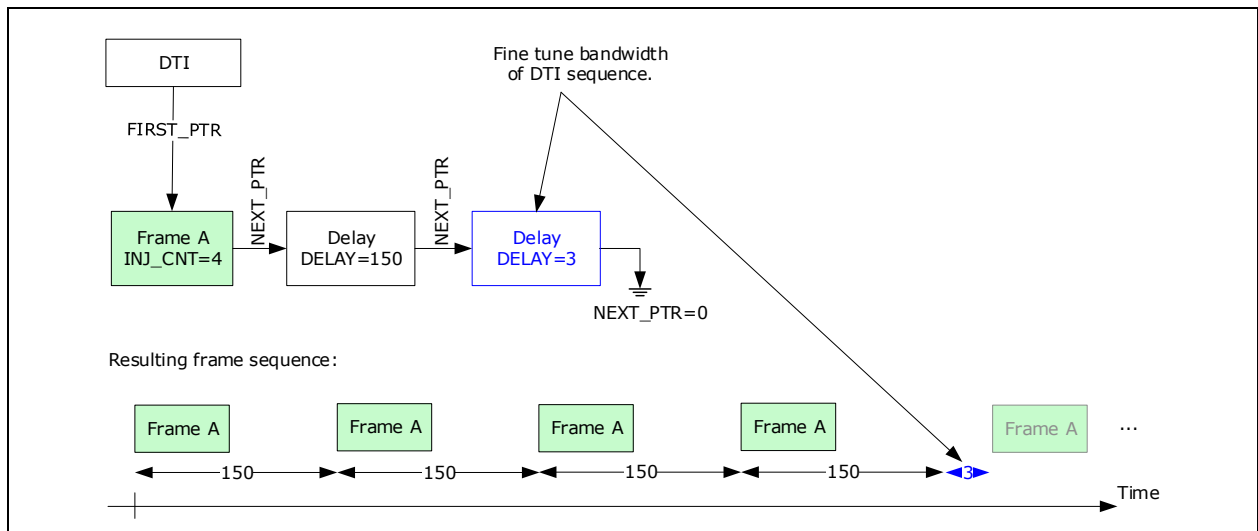 DTI
Fine tune bandwidth
of DTI sequence.
FIRST_PTR
NEXT_PTR
NEXT_PTR
Frame A
INJ_CNT=4
Delay
DELAY=150
Delay
DELAY=3
NEXT_PTR=0
Resulting frame sequence:
Frame A
Frame A
Frame A
Frame A
Frame A
...
150
150
150
150
3
Time